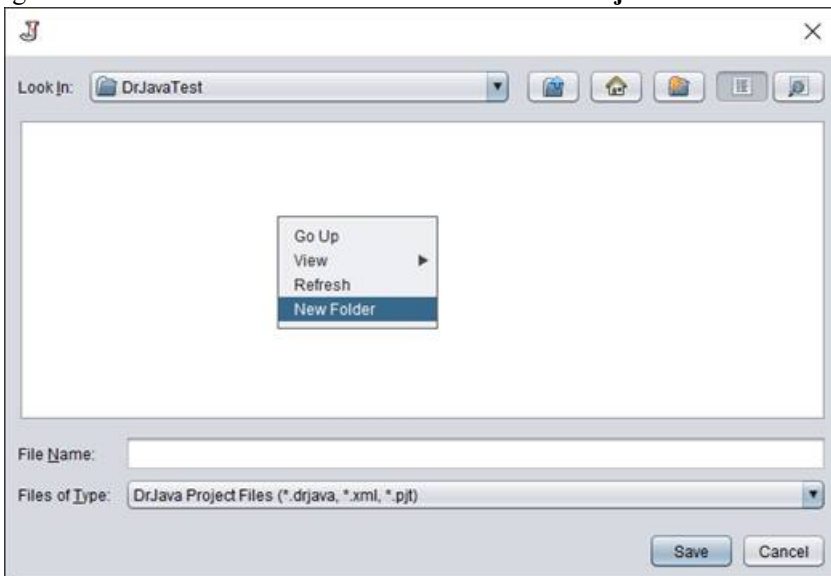 Look In: DrJavaTest
Go Up
View
Refresh
New Folder
File Name:
Files of Type: DrJava Project Files (*.drjava, *.xml, *.pjt)
Save Cancel